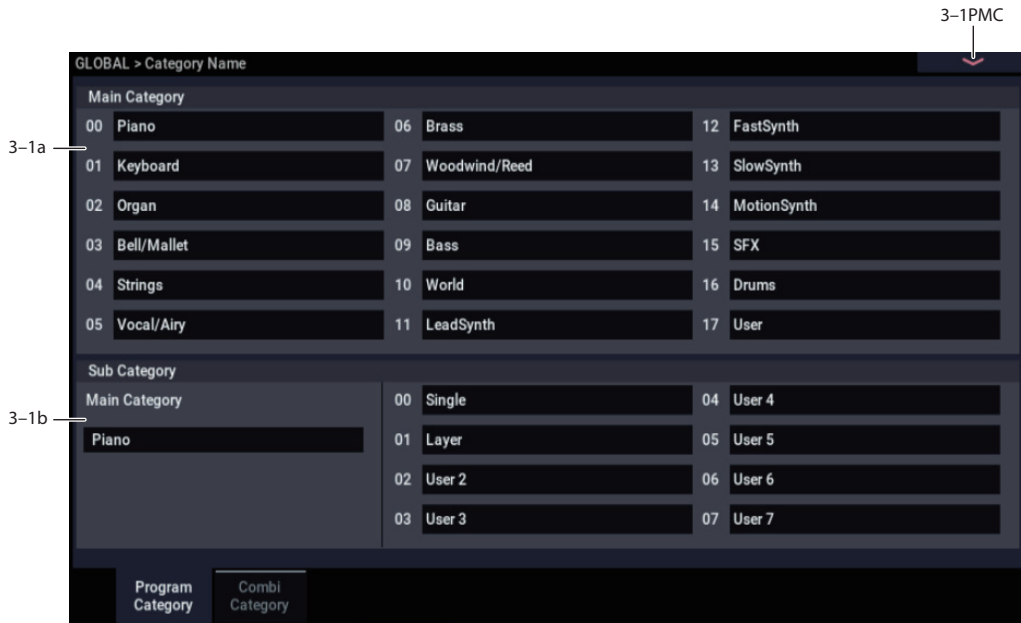 3–1PMC
GLOBAL > Category Name
Main Category
00 Piano 06 Brass 12 FastSynth
3–1a
01 Keyboard 07 Woodwind/Reed 13 SlowSynth
02 Organ 08 Guitar 14 MotionSynth
03 Bell/Mallet 09 Bass 15 SFX
04 Strings 10 World 16 Drums
05 Vocal/Airy 11 LeadSynth 17 User
Sub Category
Main Category 00 Single 04 User 4
3–1b
Piano 01 Layer 05 User 5
02 User 2 06 User 6
03 User 3 07 User 7
Program Combi
Category Category